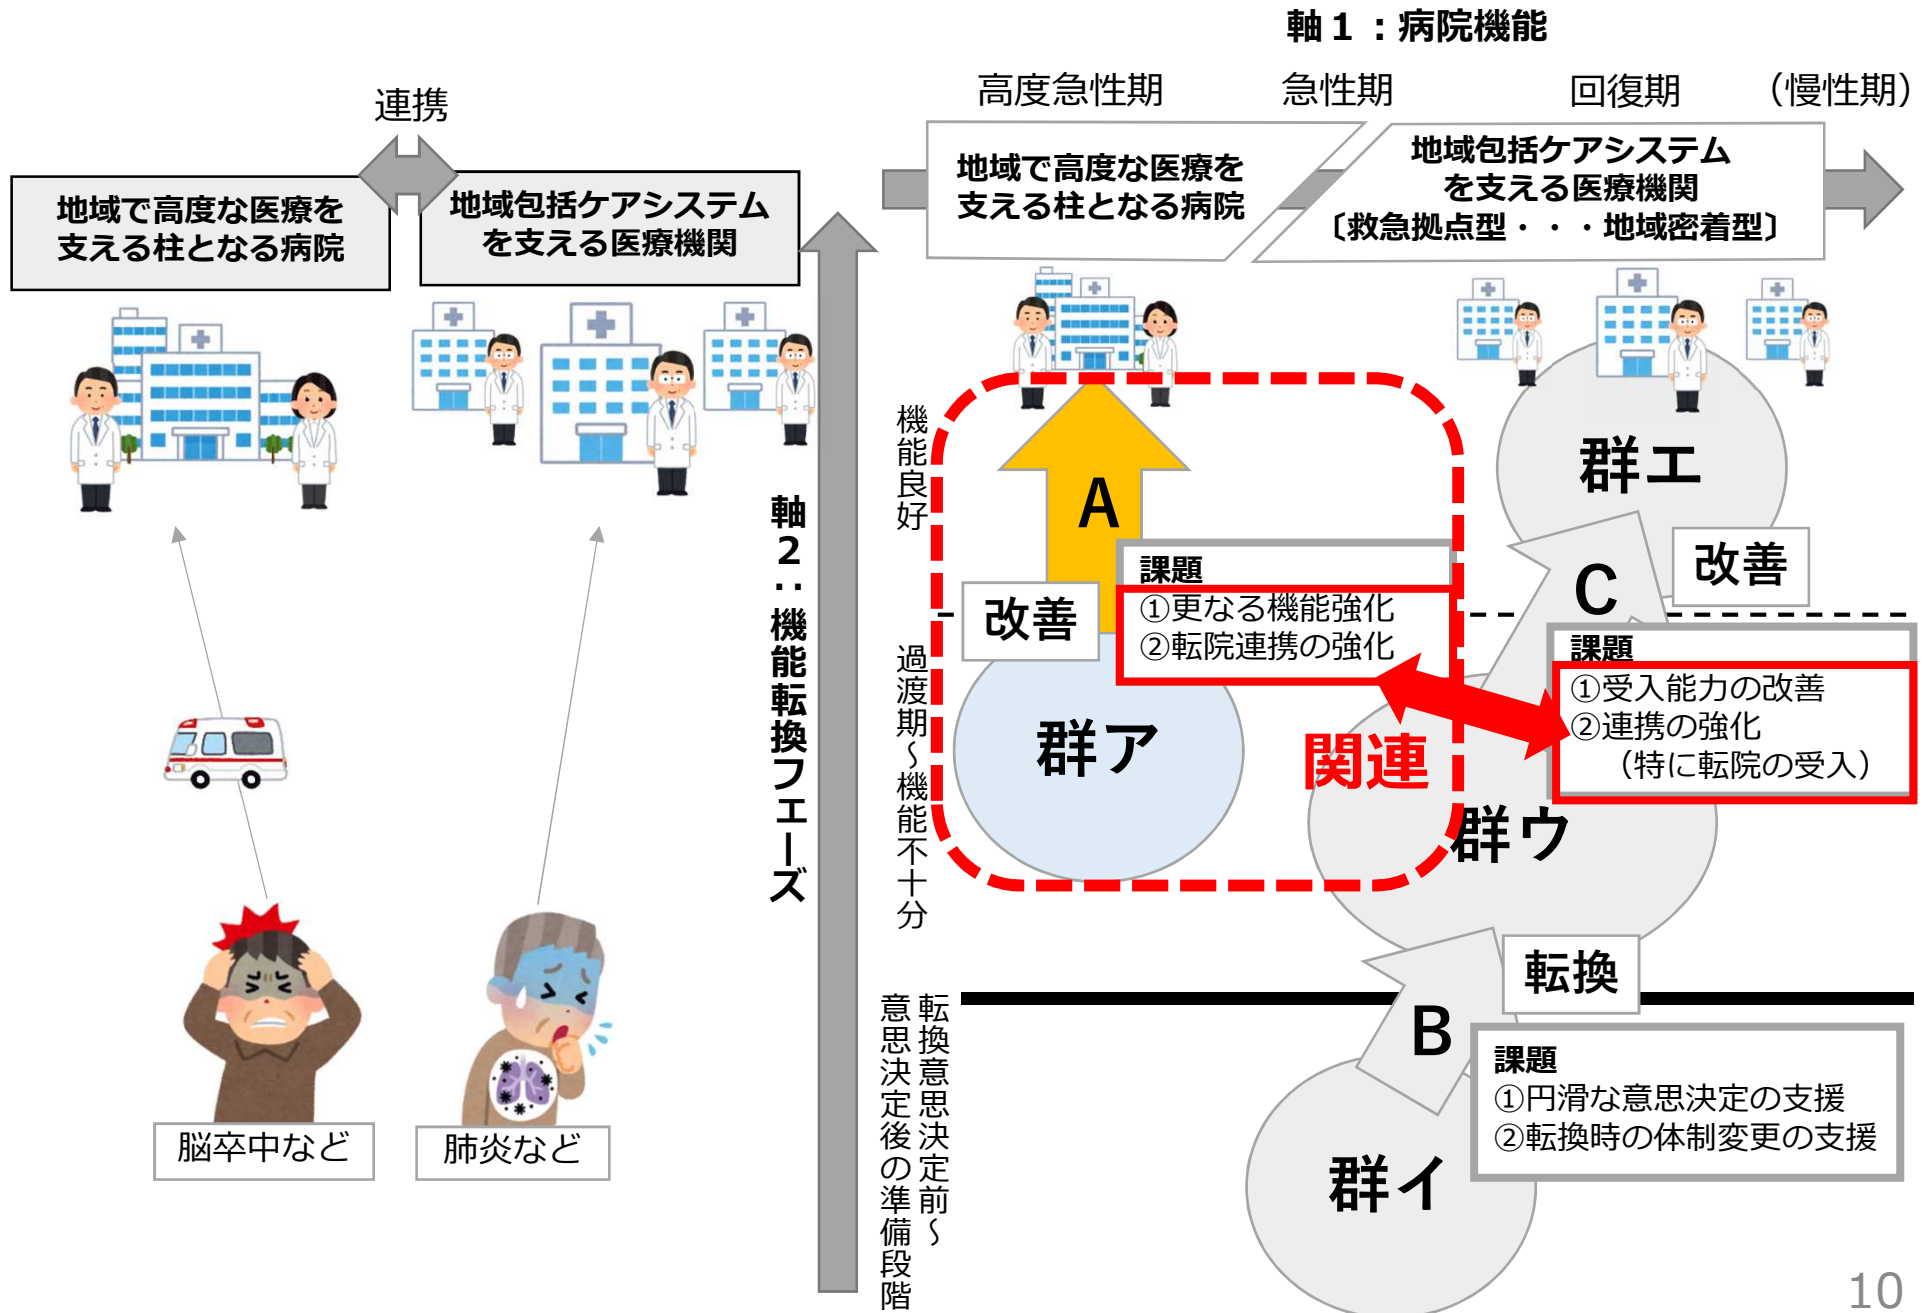 軸１：病院機能
連携
高度急性期
急性期
回復期
（慢性期）
地域で高度な医療を
支える柱となる病院
地域包括ケアシステム
を支える医療機関
地域で高度な医療を
支える柱となる病院
地域包括ケアシステム
を支える医療機関
〔救急拠点型・・・地域密着型〕
脳卒中など
肺炎など
軸２：機能転換フェーズ
機能良好
過渡期～機能不十分
転換意思決定前～
意思決定後の準備段階
A
改善
課題
①更なる機能強化
②転院連携の強化
群ア
関連
群エ
改善
C
課題
①受入能力の改善
②連携の強化
（特に転院の受入）
群ウ
転換
B
課題
①円滑な意思決定の支援
②転換時の体制変更の支援
群イ
10